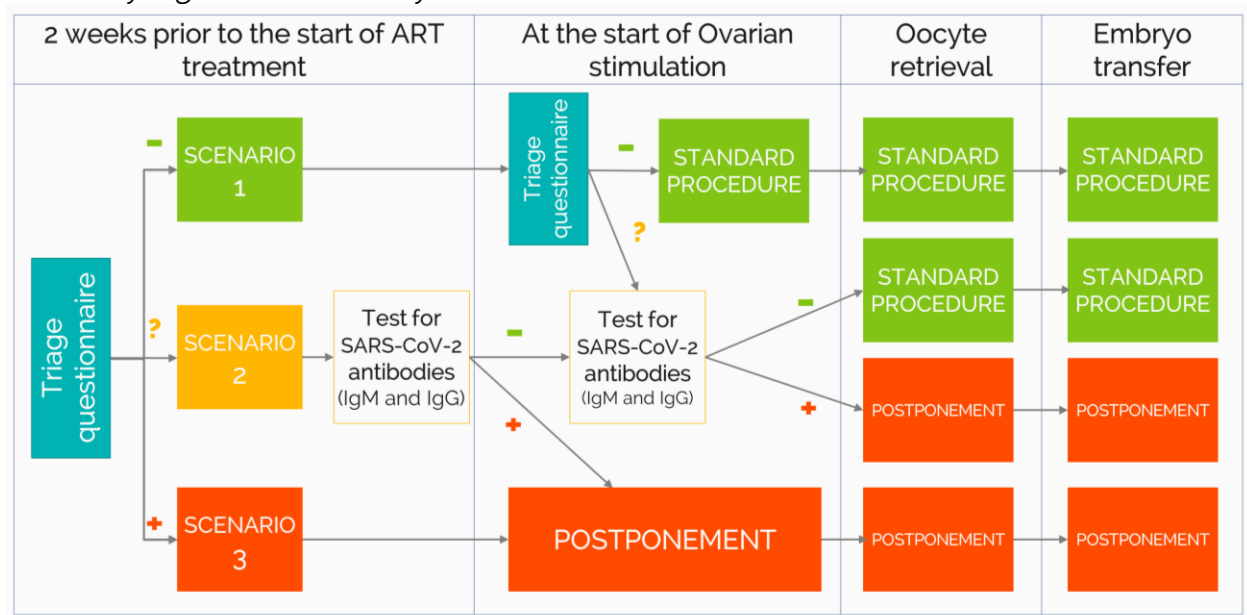 2 weeks prior to the start of ART
treatment
At the start of Ovarian
stimulation
Oocyte
retrieval
Embryo
transfer
Triage
questionnaire
-
SCENARIO
1
Triage
questionnaire
-
STANDARD
PROCEDURE
STANDARD
PROCEDURE
STANDARD
PROCEDURE
?
?
SCENARIO
2
Test for
SARS-CoV-2
antibodies
(IgM and IgG)
-
+
Test for
SARS-CoV-2
antibodies
(IgM and IgG)
-
STANDARD
PROCEDURE
STANDARD
PROCEDURE
+
POSTPONEMENT
POSTPONEMENT
+
SCENARIO
3
POSTPONEMENT
POSTPONEMENT
POSTPONEMENT